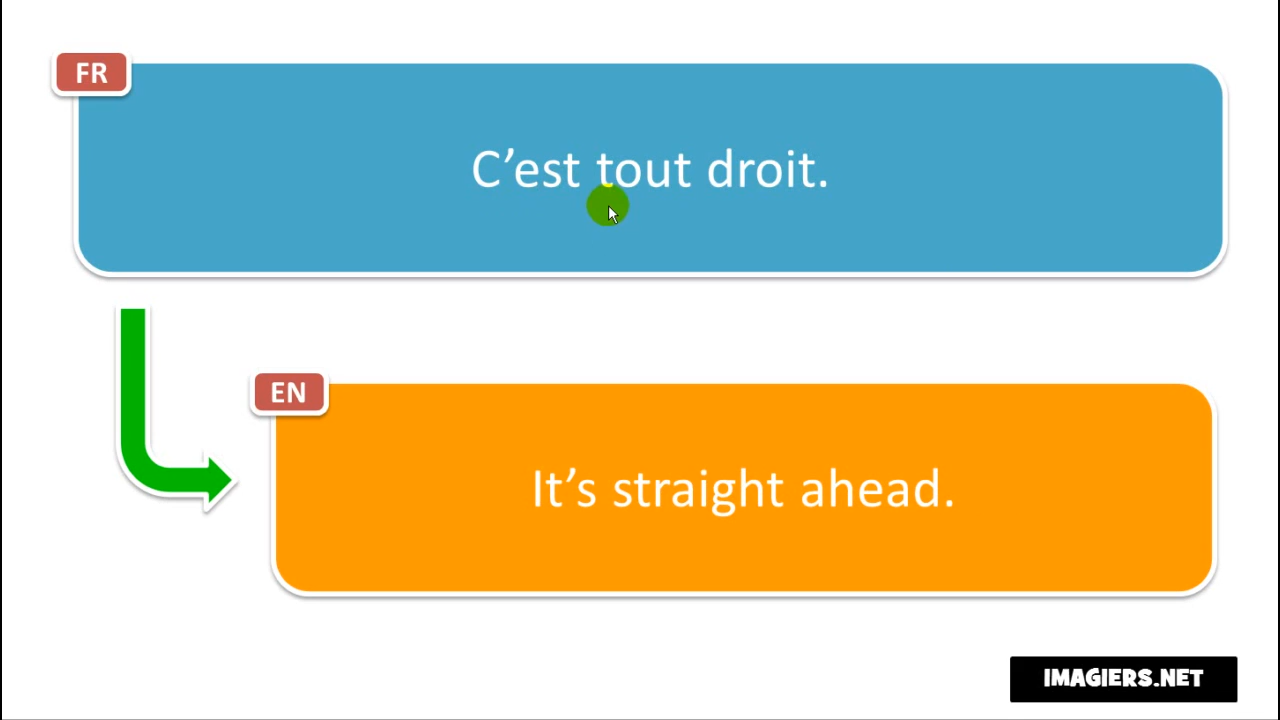 FR
C’est tout droit.
EN
It’s straight ahead.
IMAGIERS.NET